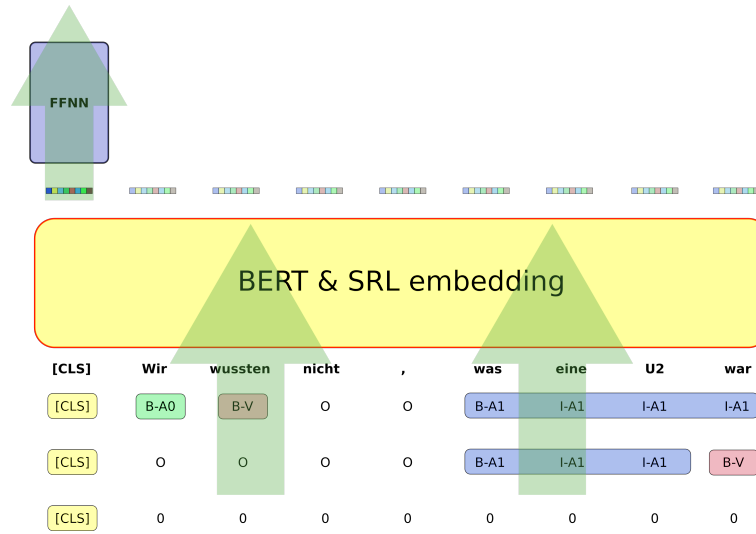 FFNN
BERT & SRL embedding
[CLS] Wir wussten nicht , was eine U2 war
[CLS] B-A0 B-V O O B-A1 I-A1 I-A1 I-A1
[CLS] O O O O B-A1 I-A1 I-A1 B-V
[CLS] 0 0 0 0 0 0 0 0